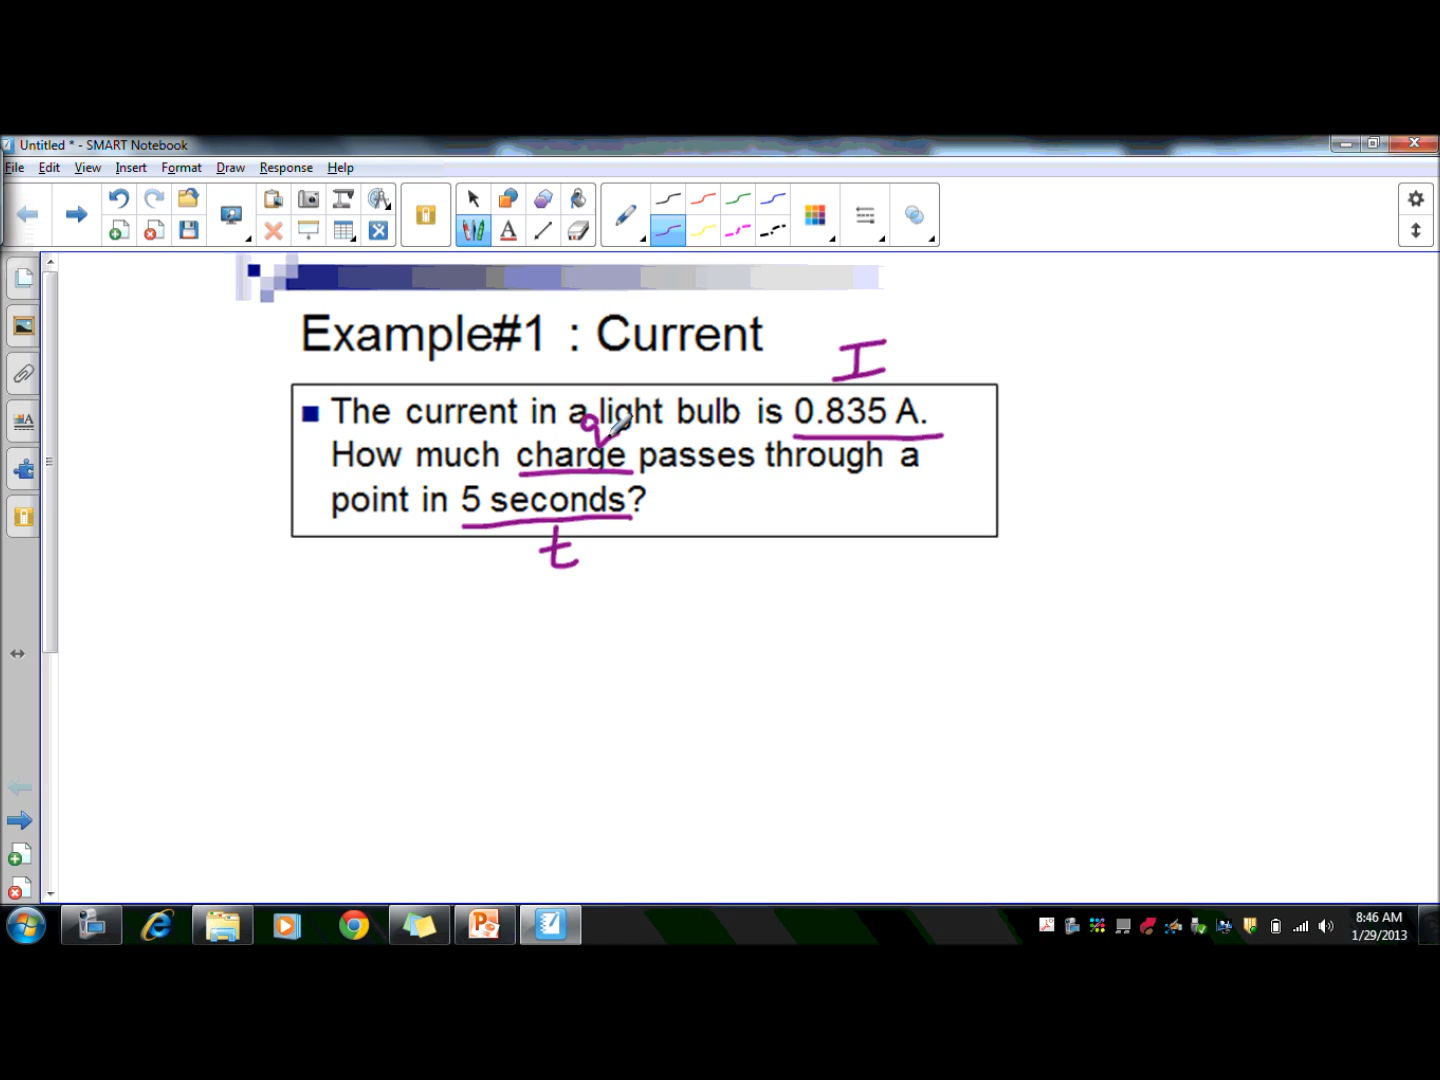 Untitled * - SMART Notebook
File Edit View Insert Format Draw Response Help
Example#1 : Current
I
The current in a light bulb is 0.835 A.
q
How much charge passes through a
point in 5 seconds?
t
8:46 AM
1/29/2013